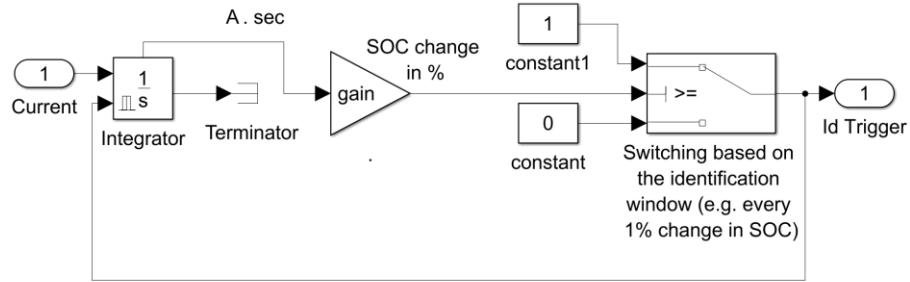 A . sec
1
Current
1
s
Integrator
Terminator
gain
SOC change
in %
1
constant1
0
constant
>=
Switching based on
the identification
window (e.g. every
1% change in SOC)
1
Id Trigger